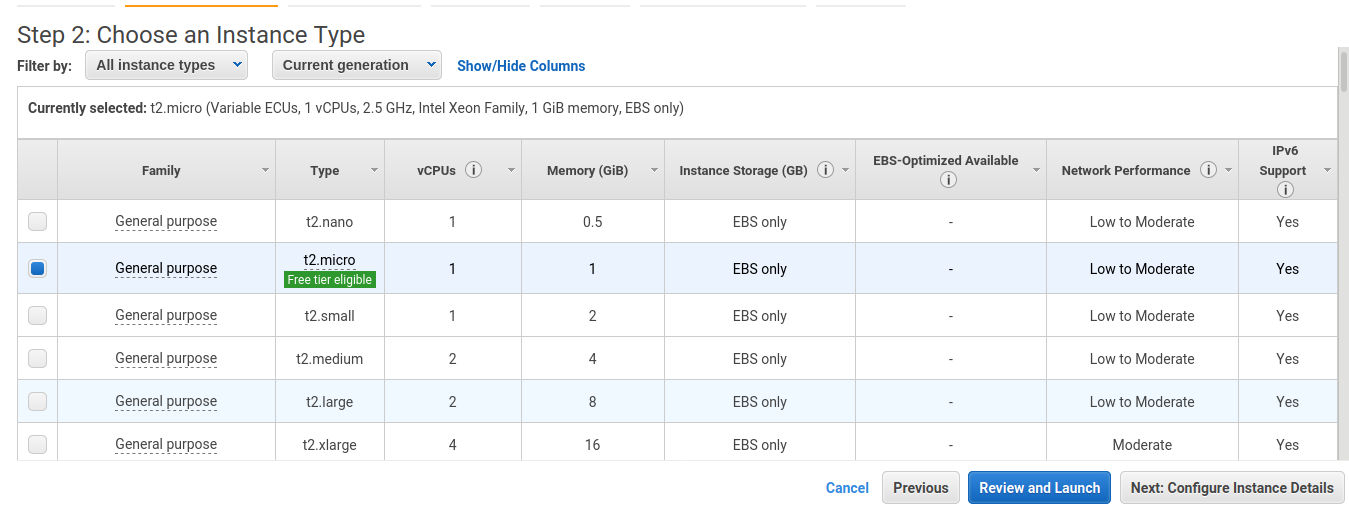 Step 2: Choose an Instance Type
Filter by: All instance types Current generation Show/Hide Columns
Currently selected: t2.micro (Variable ECUs, 1 vCPUs, 2.5 GHz, Intel Xeon Family, 1 GiB memory, EBS only)
Family Type vCPUs i Memory (GiB) Instance Storage (GB) i EBS-Optimized Available i Network Performance i IPv6 Support i
General purpose t2.nano 1 0.5 EBS only - Low to Moderate Yes
General purpose t2.micro Free tier eligible 1 1 EBS only - Low to Moderate Yes
General purpose t2.small 1 2 EBS only - Low to Moderate Yes
General purpose t2.medium 2 4 EBS only - Low to Moderate Yes
General purpose t2.large 2 8 EBS only - Low to Moderate Yes
General purpose t2.xlarge 4 16 EBS only - Moderate Yes
Cancel Previous Review and Launch Next: Configure Instance Details